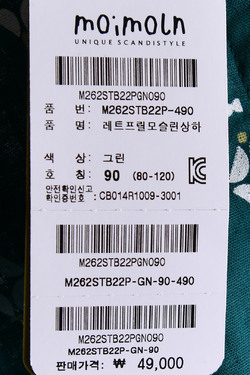 moimoln
UNIQUE SCANDISTYLE
M262STB22PGN090
품 번: M262STB22P-490
품 명: 레트프릴모슬린상하
색 상: 그린
호 칭: 90 (80-120)
안전확인신고
확인증번호 : CB014R1009-3001
M262STB22PGN090
M262STB22P-GN-90-490
M262STB22PGN090
M262STB22P-GN-90
판매가격: ₩ 49,000